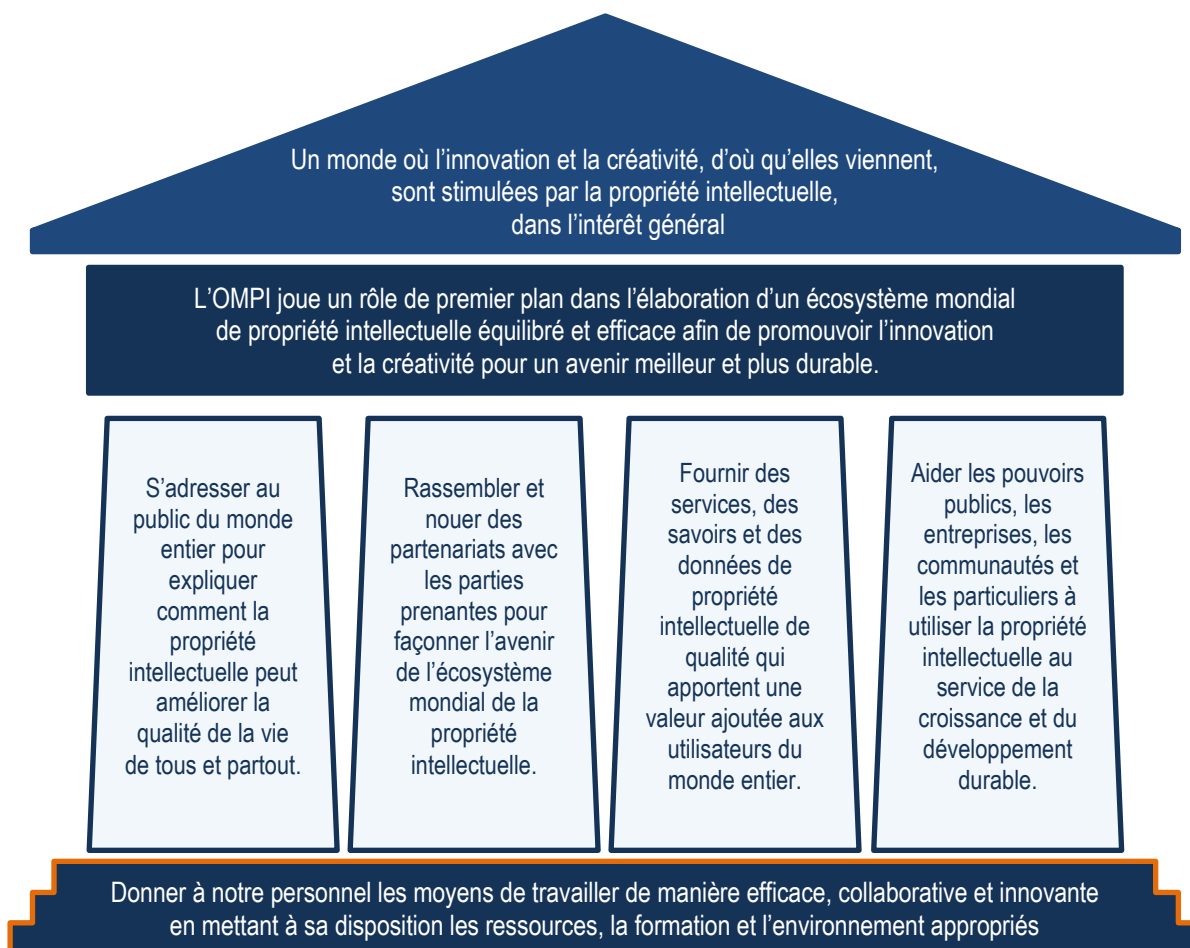 Un monde où l’innovation et la créativité, d’où qu’elles viennent,
sont stimulées par la propriété intellectuelle,
dans l’intérêt général
L’OMPI joue un rôle de premier plan dans l’élaboration d’un écosystème mondial
de propriété intellectuelle équilibré et efficace afin de promouvoir l’innovation
et la créativité pour un avenir meilleur et plus durable.
S’adresser au
public du monde
entier pour
expliquer
comment la
propriété
intellectuelle peut
améliorer la
qualité de la vie
de tous et partout.
Rassembler et
nouer des
partenariats avec
les parties
prenantes pour
façonner l’avenir
de l’écosystème
mondial de la
propriété
intellectuelle.
Fournir des
services, des
savoirs et des
données de
propriété
intellectuelle de
qualité qui
apportent une
valeur ajoutée aux
utilisateurs du
monde entier.
Aider les pouvoirs
publics, les
entreprises, les
communautés et
les particuliers à
utiliser la propriété
intellectuelle au
service de la
croissance et du
développement
durable.
Donner à notre personnel les moyens de travailler de manière efficace, collaborative et innovante
en mettant à sa disposition les ressources, la formation et l’environnement appropriés